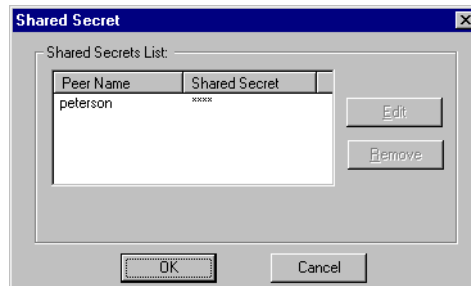 Shared Secret
Shared Secrets List:
Peer Name Shared Secret
peterson ****
Edit
Remove
OK Cancel